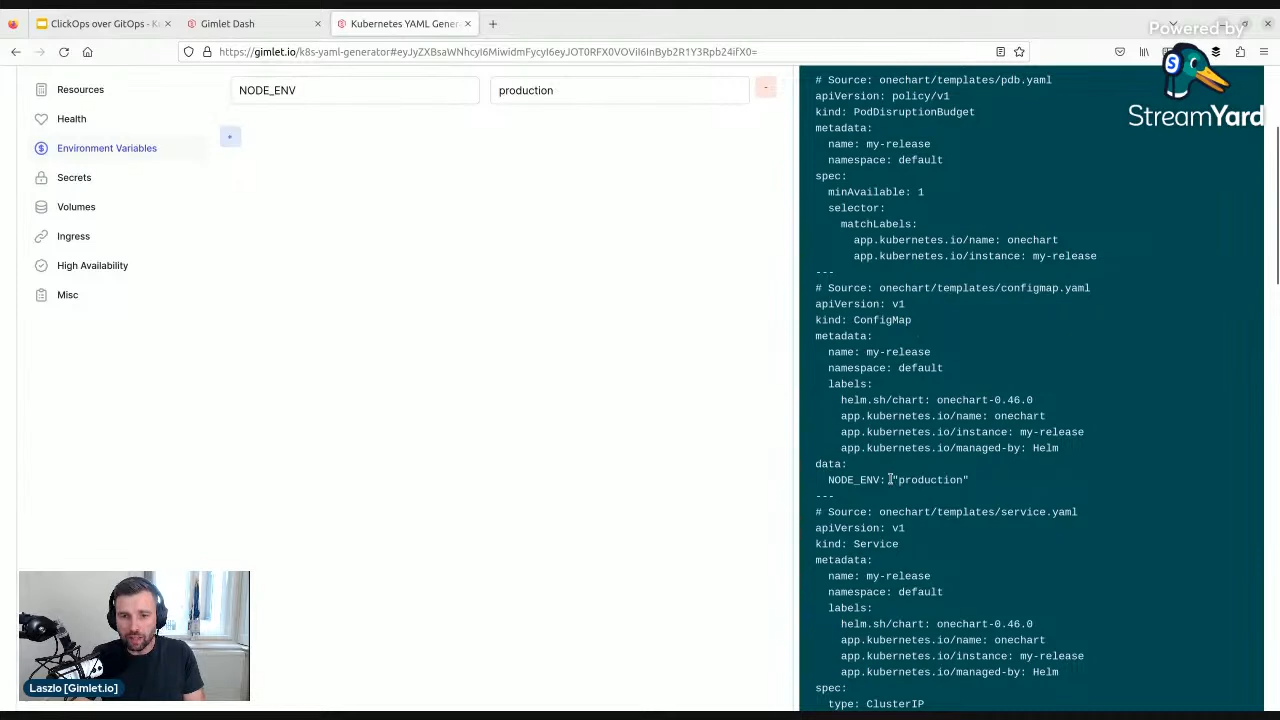 ClickOps over GitOps - Ku
Gimlet Dash
Kubernetes YAML Gener
Powered by
https://gimlet.io/k8s-yaml-generator#eyJyZXBsaWNhcyI6MiwidmFycyI6eyJOT0RFX0VOViI6InByb2R1Y3Rpb24ifX0=
StreamYard
Resources
NODE_ENV
production
-
Health
+
Environment Variables
Secrets
Volumes
Ingress
High Availability
Misc
# Source: onechart/templates/pdb.yaml
apiVersion: policy/v1
kind: PodDisruptionBudget
metadata:
  name: my-release
  namespace: default
spec:
  minAvailable: 1
  selector:
    matchLabels:
      app.kubernetes.io/name: onechart
      app.kubernetes.io/instance: my-release
---
# Source: onechart/templates/configmap.yaml
apiVersion: v1
kind: ConfigMap
metadata:
  name: my-release
  namespace: default
  labels:
    helm.sh/chart: onechart-0.46.0
    app.kubernetes.io/name: onechart
    app.kubernetes.io/instance: my-release
    app.kubernetes.io/managed-by: Helm
data:
  NODE_ENV: "production"
---
# Source: onechart/templates/service.yaml
apiVersion: v1
kind: Service
metadata:
  name: my-release
  namespace: default
  labels:
    helm.sh/chart: onechart-0.46.0
    app.kubernetes.io/name: onechart
    app.kubernetes.io/instance: my-release
    app.kubernetes.io/managed-by: Helm
spec:
  type: ClusterIP
Laszlo [Gimlet.io]